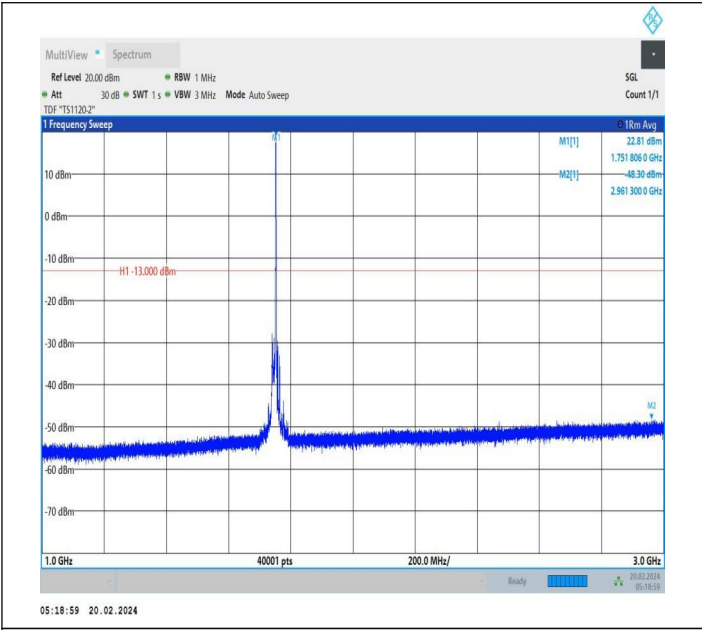 MultiView Spectrum
Ref Level 20.00 dBm RBW 1 MHz SGL
Att 30 dB SWT 1 s VBW 3 MHz Mode Auto Sweep Count 1/1
TDF "TS1120-2"
1 Frequency Sweep 1Rm Avg
M1
M1[1] 22.81 dBm
1.751 806 0 GHz
10 dBm M2[1] -48.30 dBm
2.961 300 0 GHz
0 dBm
-10 dBm
H1 -13.000 dBm
-20 dBm
-30 dBm
-40 dBm
M2
-50 dBm
-60 dBm
-70 dBm
1.0 GHz 40001 pts 200.0 MHz/ 3.0 GHz
Ready 20.02.2024
05:18:59
05:18:59 20.02.2024